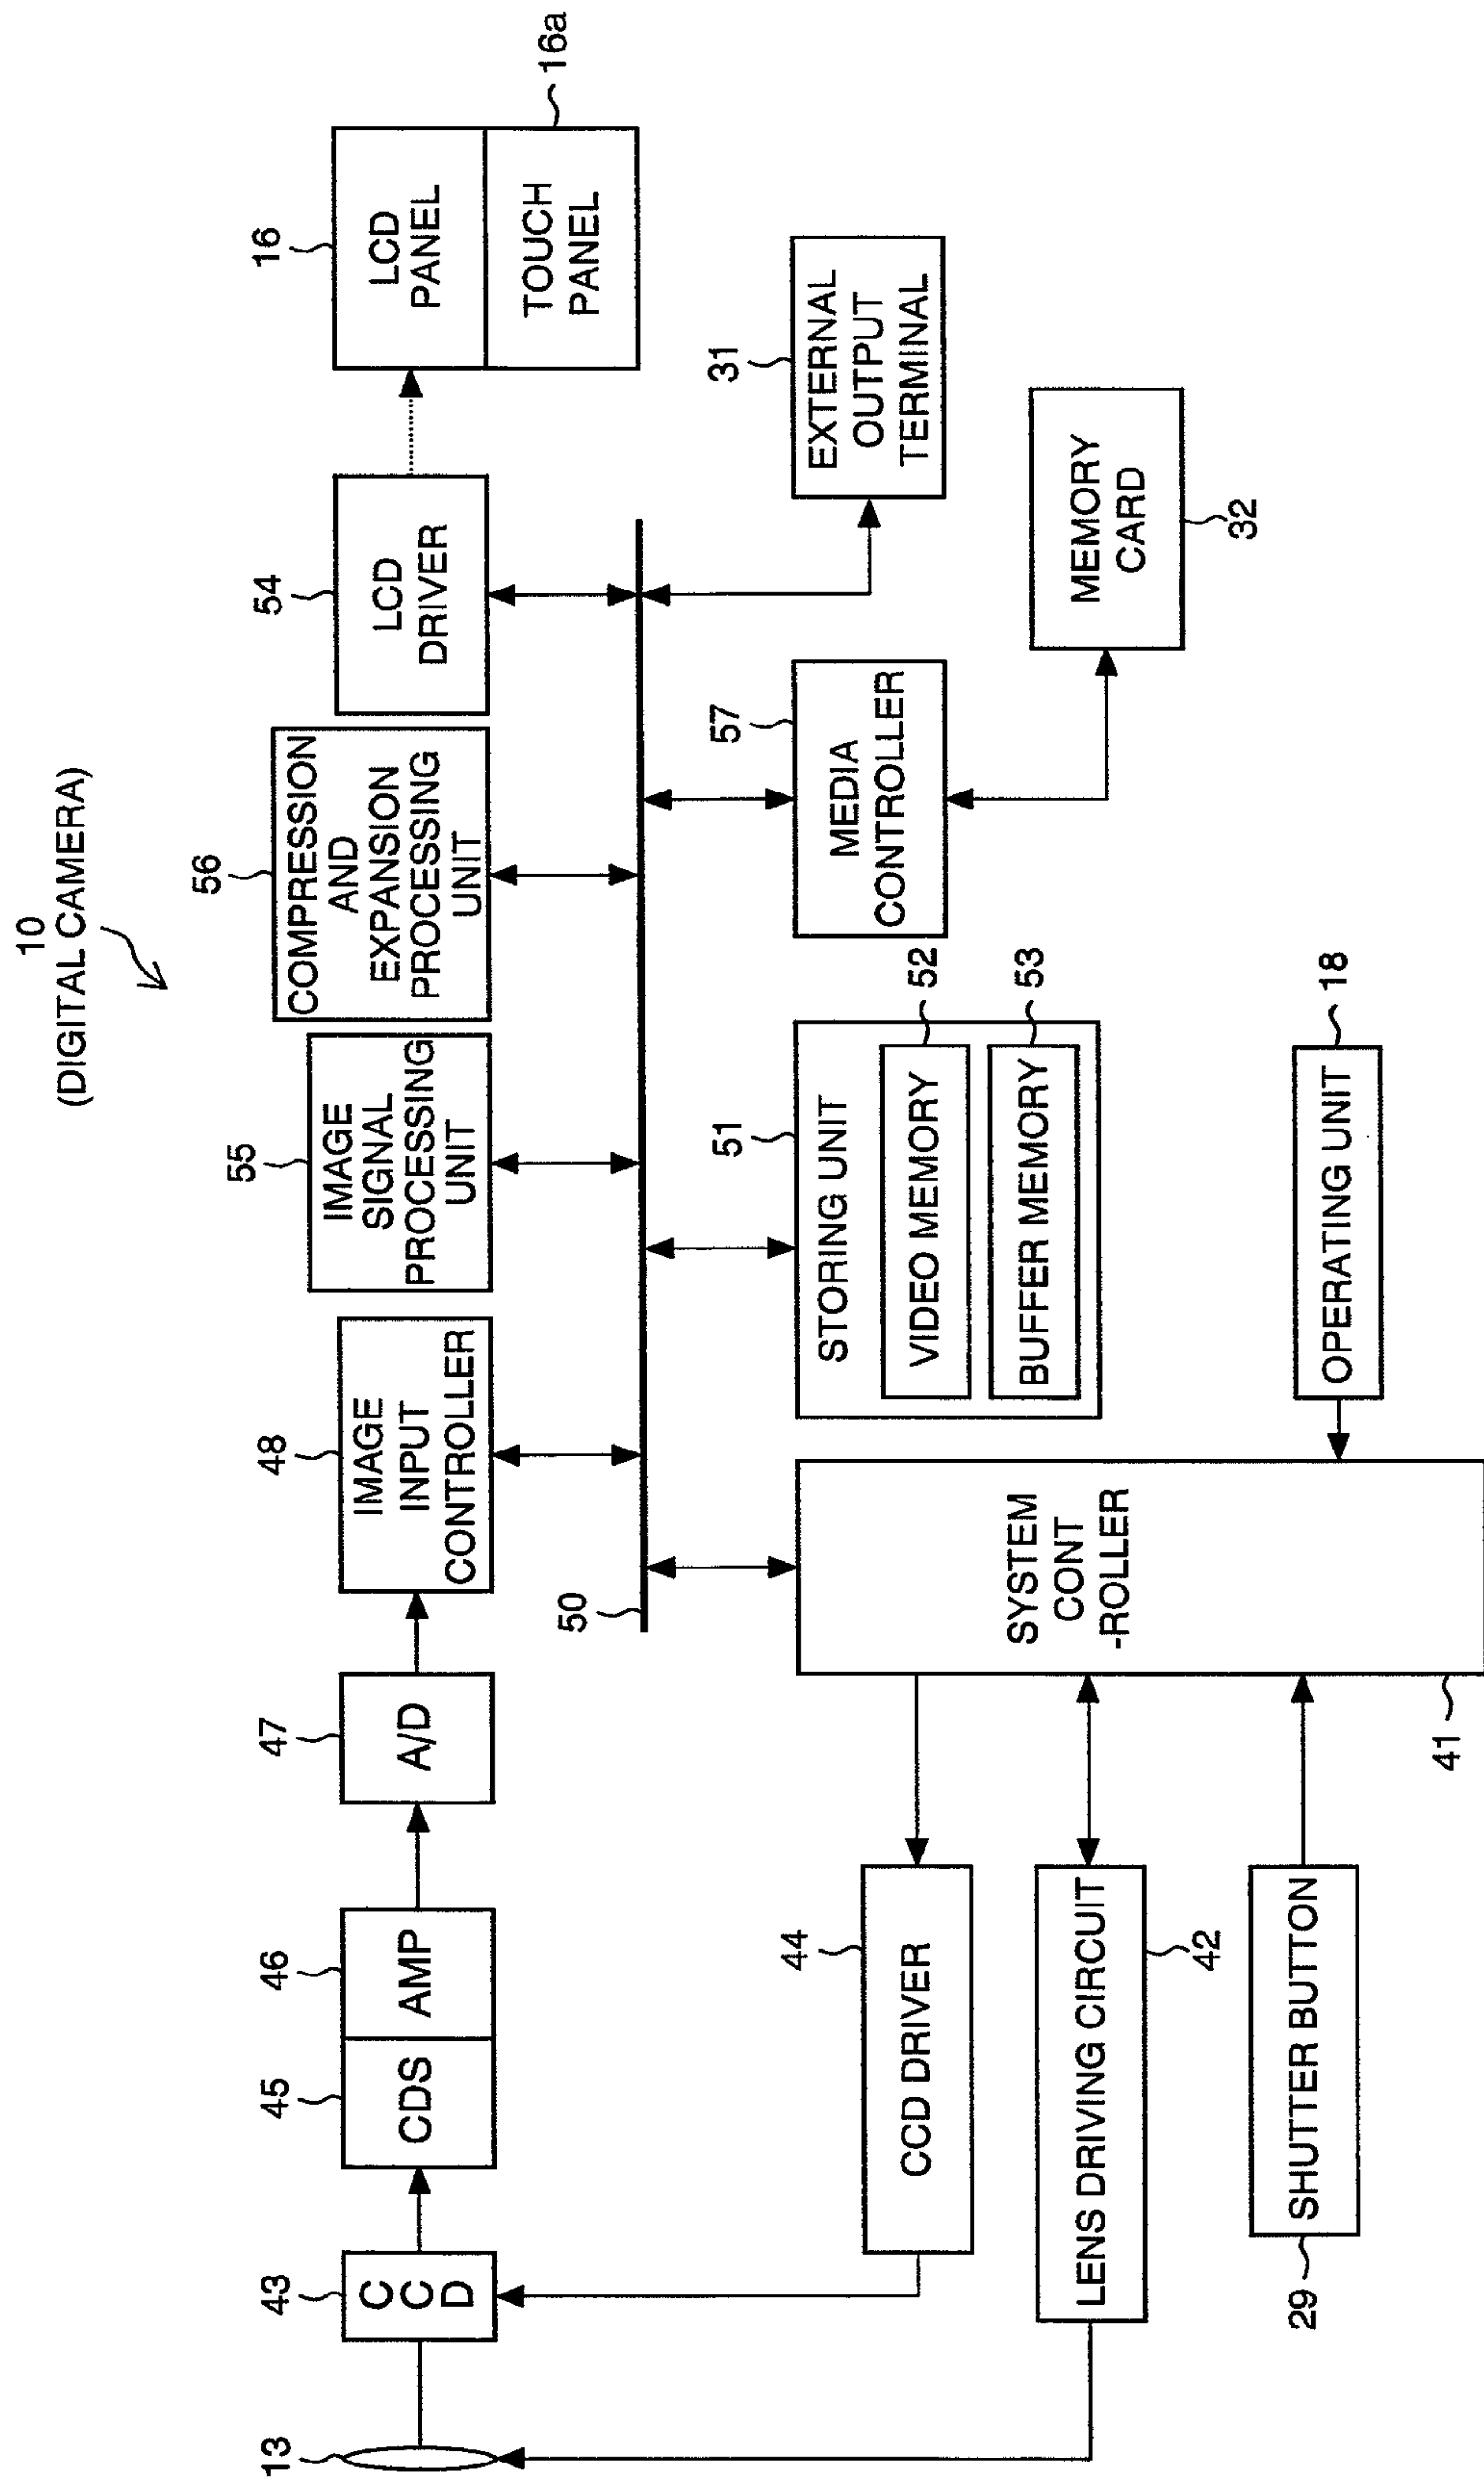 10
(DIGITAL CAMERA)
13
43
C
C
D
45
CDS
46
AMP
47
A/D
48
IMAGE
INPUT
CONTROLLER
55
IMAGE
SIGNAL
PROCESSING
UNIT
56
COMPRESSION
AND
EXPANSION
PROCESSING
UNIT
54
LCD
DRIVER
16
LCD
PANEL
TOUCH
PANEL
16a
50
44
CCD DRIVER
LENS DRIVING CIRCUIT
42
SHUTTER BUTTON
29
SYSTEM
CONT
-ROLLER
41
51
STORING UNIT
VIDEO MEMORY
52
BUFFER MEMORY
53
OPERATING UNIT
18
57
MEDIA
CONTROLLER
31
EXTERNAL
OUTPUT
TERMINAL
MEMORY
CARD
32